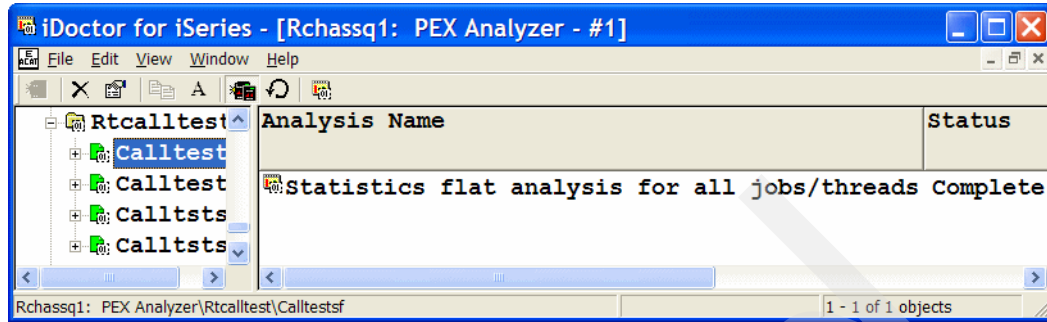 iDoctor for iSeries - [Rchassq1: PEX Analyzer - #1]
File Edit View Window Help
Rtcalltest
Analysis Name Status
Calltest
Calltest
Statistics flat analysis for all jobs/threads Complete
Calltsts
Calltsts
Rchassq1: PEX Analyzer\Rtcalltest\Calltestsf
1 - 1 of 1 objects